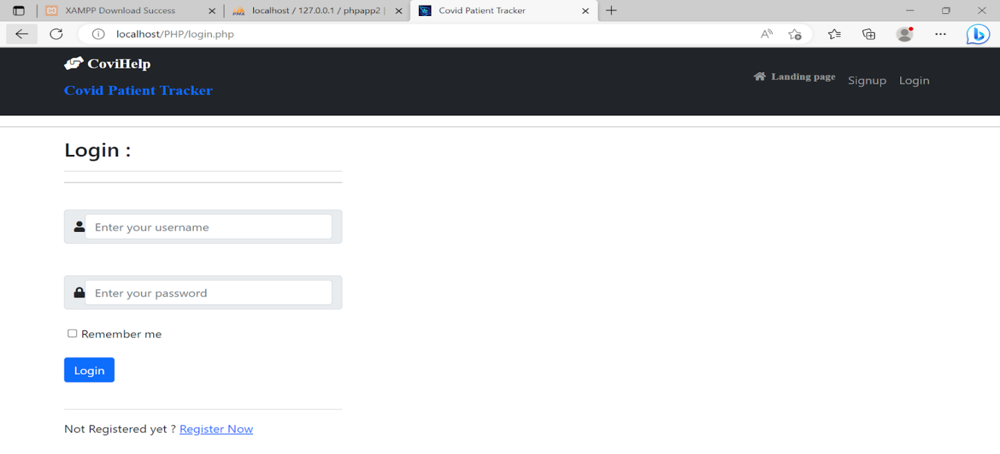 XAMPP Download Success
localhost / 127.0.0.1 / phpapp2 |
Covid Patient Tracker
localhost/PHP/login.php
CoviHelp
Covid Patient Tracker
Landing page
Signup
Login
Login :
Enter your username
Enter your password
Remember me
Login
Not Registered yet ? Register Now